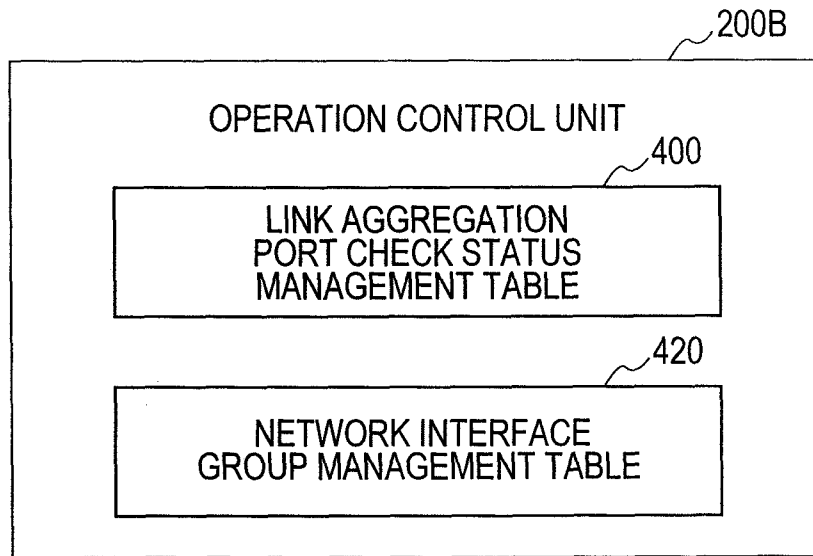 200B
OPERATION CONTROL UNIT
400
LINK AGGREGATION
PORT CHECK STATUS
MANAGEMENT TABLE
420
NETWORK INTERFACE
GROUP MANAGEMENT TABLE